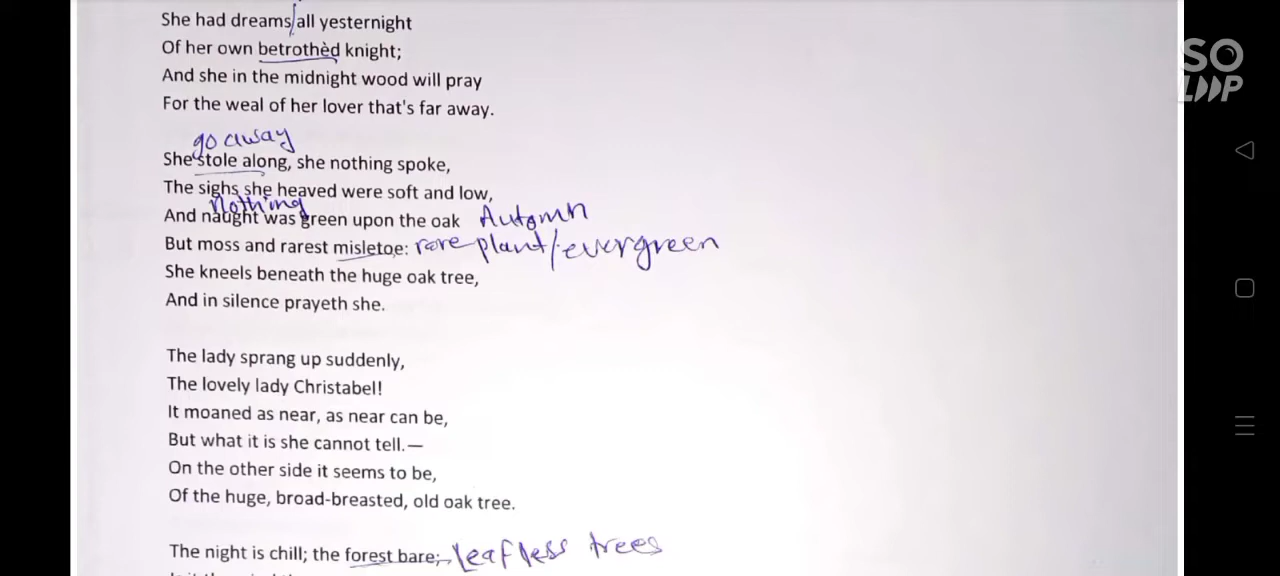 She had dreams/all yesternight
Of her own betrothèd knight;
And she in the midnight wood will pray
For the weal of her lover that's far away.
go away
She stole along, she nothing spoke,
The sighs she heaved were soft and low,
nothing
And naught was green upon the oak Automn
But moss and rarest misletoe: rare plant/evergreen
She kneels beneath the huge oak tree,
And in silence prayeth she.
The lady sprang up suddenly,
The lovely lady Christabel!
It moaned as near, as near can be,
But what it is she cannot tell.—
On the other side it seems to be,
Of the huge, broad-breasted, old oak tree.
The night is chill; the forest bare; leafless trees
SO
LOOP